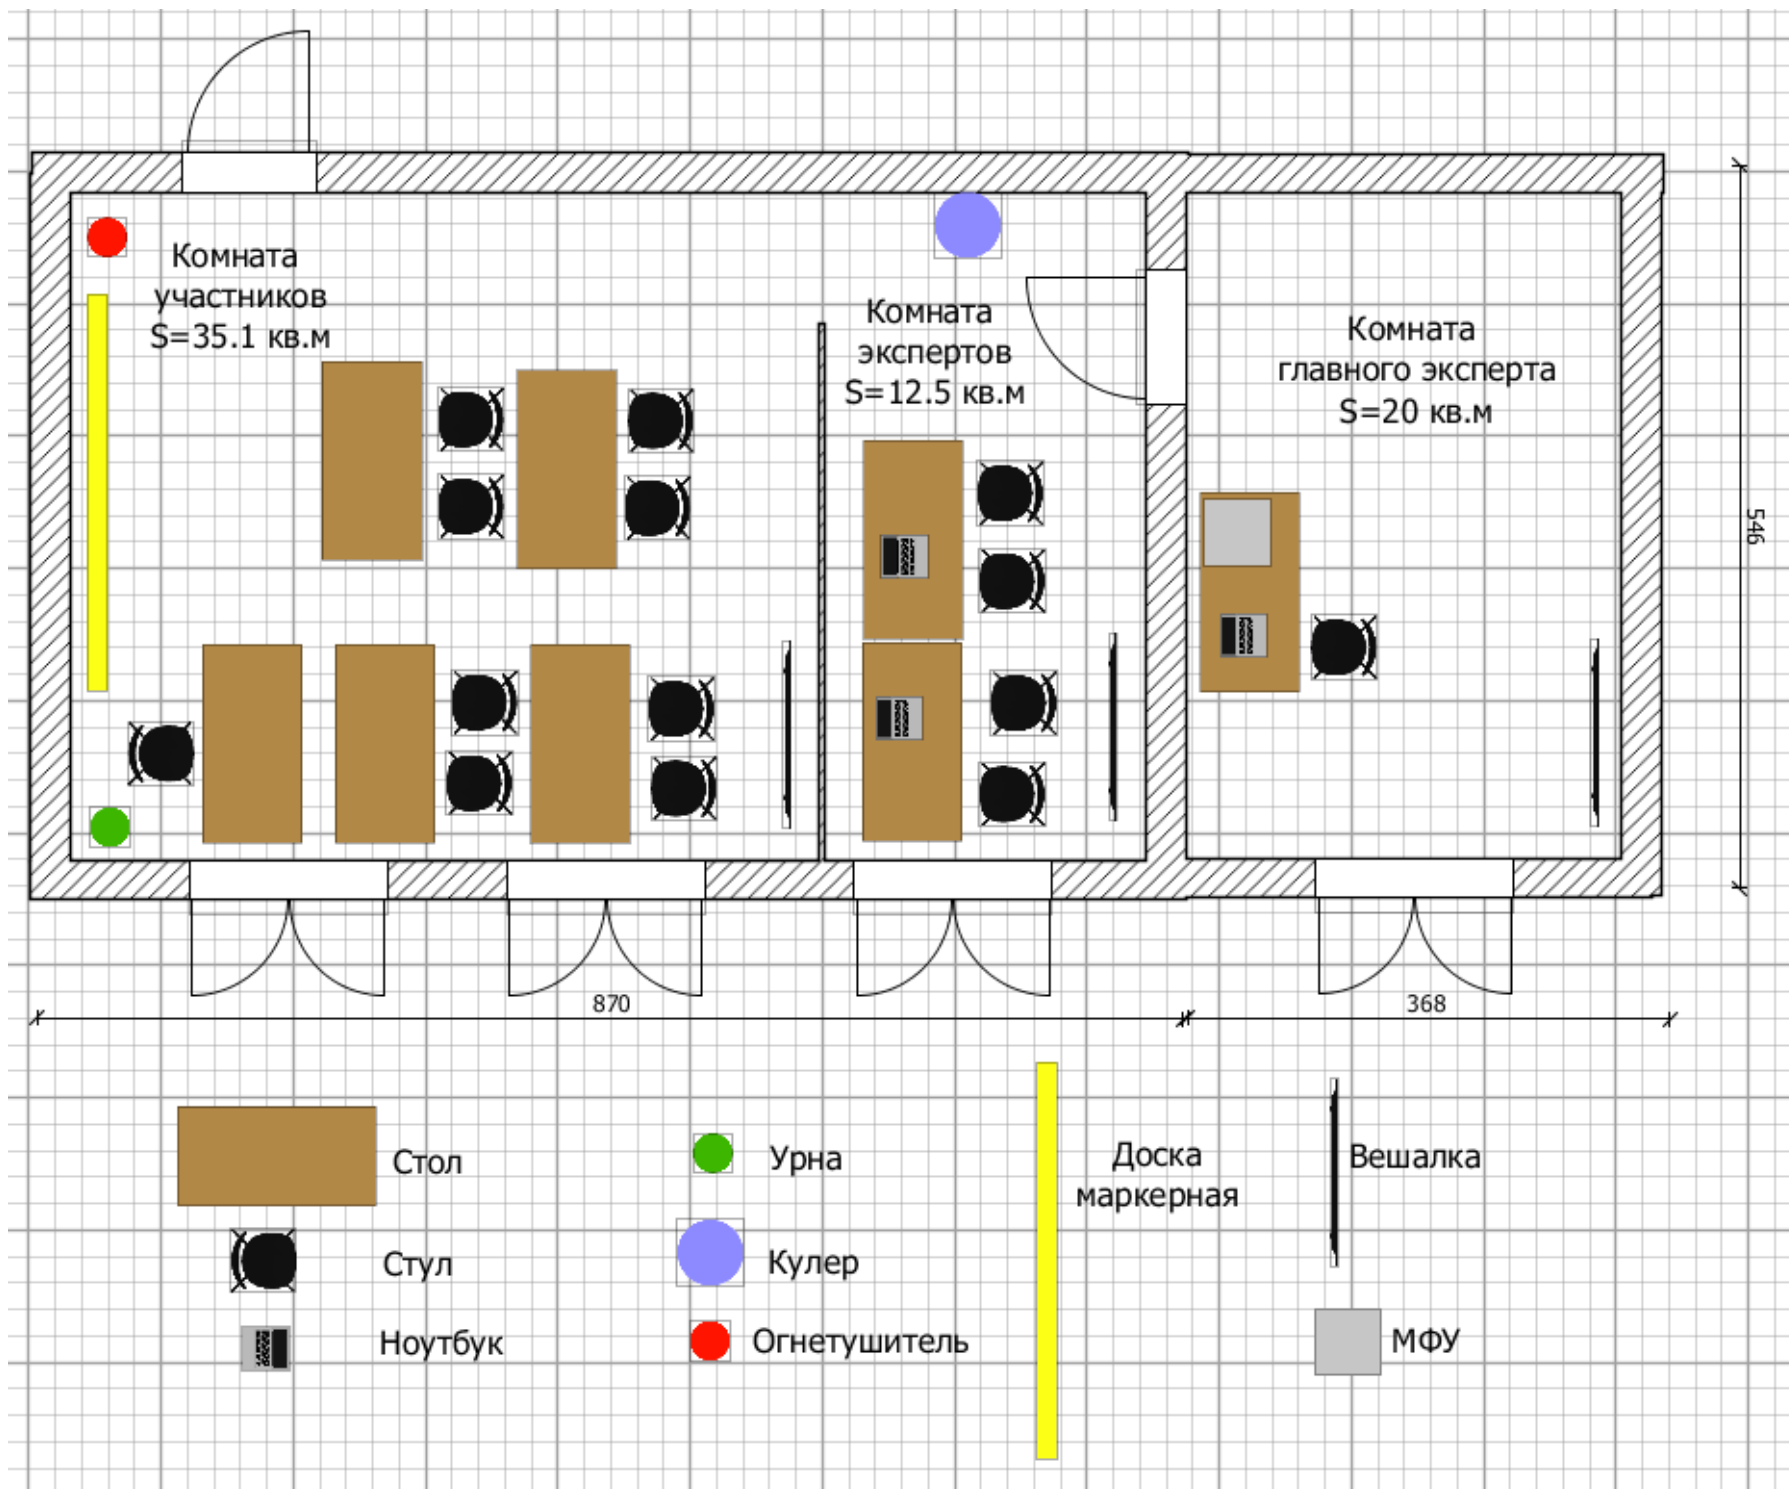 Комната
участников
S=35.1 кв.м
Комната
экспертов
S=12.5 кв.м
Комната
главного эксперта
S=20 кв.м
546
870
368
Стол
Стул
Ноутбук
Урна
Кулер
Огнетушитель
Доска
маркерная
Вешалка
МФУ